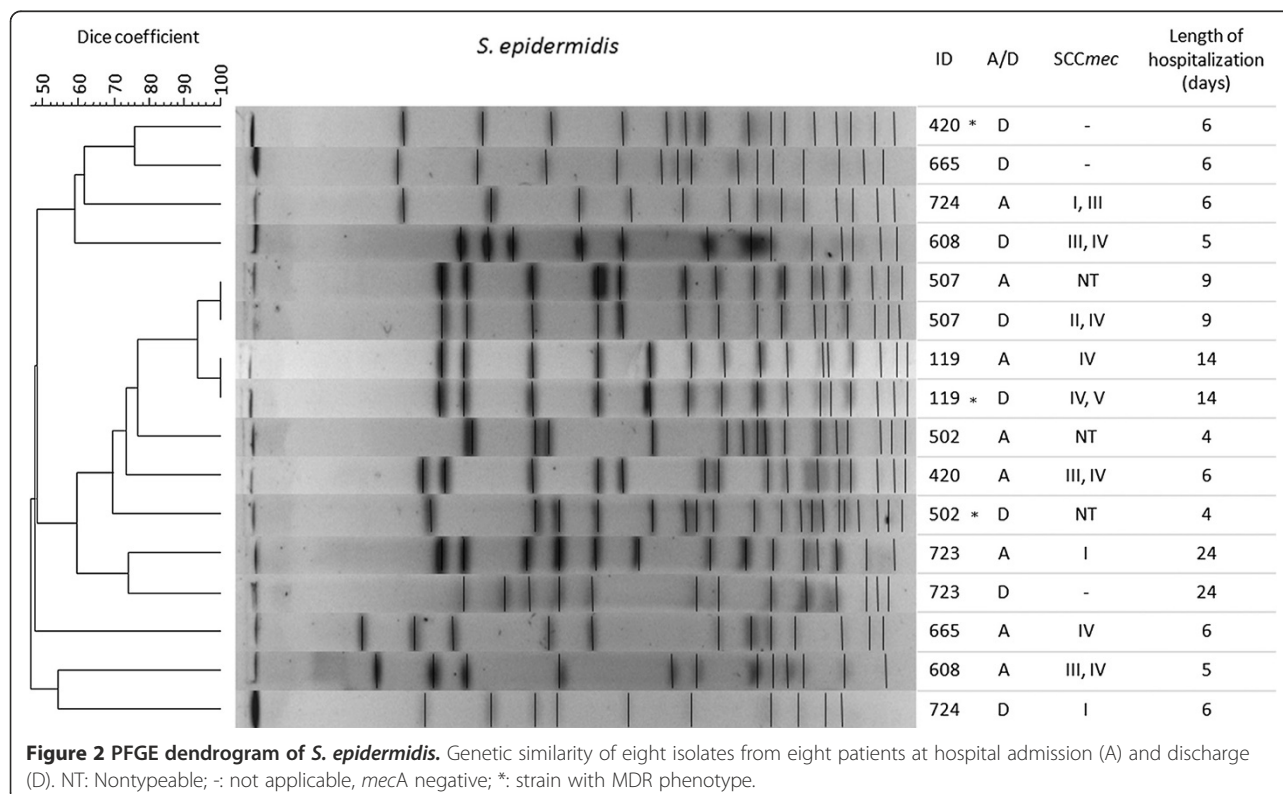 Dice coefficient
S. epidermidis
ID A/D SCCmec Length of hospitalization (days)
50 60 70 80 90 100
420 * D - 6
665 D - 6
724 A I, III 6
608 D III, IV 5
507 A NT 9
507 D II, IV 9
119 A IV 14
119 * D IV, V 14
502 A NT 4
420 A III, IV 6
502 * D NT 4
723 A I 24
723 D - 24
665 A IV 6
608 A III, IV 5
724 D I 6
Figure 2 PFGE dendrogram of S. epidermidis. Genetic similarity of eight isolates from eight patients at hospital admission (A) and discharge
(D). NT: Nontypeable; -: not applicable, mecA negative; *: strain with MDR phenotype.